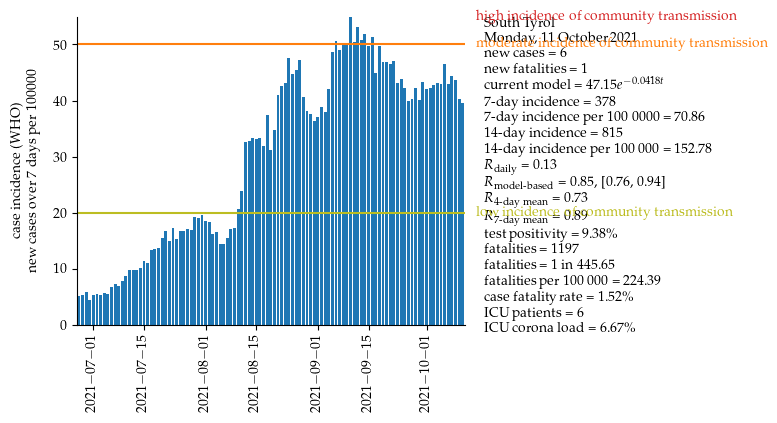 high incidence of community transmission
South Tyrol
Monday, 11 October 2021
moderate incidence of community transmission
new cases = 6
new fatalities = 1
current model = 47.15e^{−0.0418t}
7-day incidence = 378
7-day incidence per 100 0000 = 70.86
14-day incidence = 815
14-day incidence per 100 000 = 152.78
R_daily = 0.13
R_model-based = 0.85, [0.76, 0.94]
R_4-day mean = 0.73
low incidence of community transmission
R_7-day mean = 0.89
test positivity = 9.38%
fatalities = 1197
fatalities = 1 in 445.65
fatalities per 100 000 = 224.39
case fatality rate = 1.52%
ICU patients = 6
ICU corona load = 6.67%
case incidence (WHO)
new cases over 7 days per 100000
50
40
30
20
10
0
2021−07−01
2021−07−15
2021−08−01
2021−08−15
2021−09−01
2021−09−15
2021−10−01